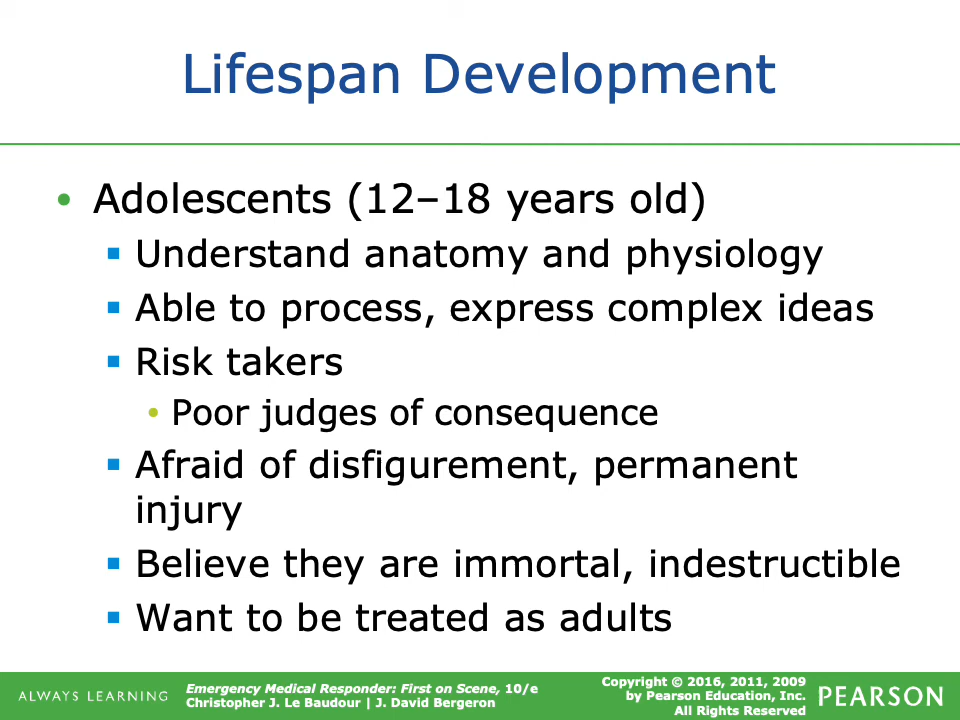 Lifespan Development
• Adolescents (12–18 years old)
▪ Understand anatomy and physiology
▪ Able to process, express complex ideas
▪ Risk takers
• Poor judges of consequence
▪ Afraid of disfigurement, permanent
injury
▪ Believe they are immortal, indestructible
▪ Want to be treated as adults
ALWAYS LEARNING
Emergency Medical Responder: First on Scene, 10/e
Christopher J. Le Baudour | J. David Bergeron
Copyright © 2016, 2011, 2009
by Pearson Education, Inc.
All Rights Reserved
PEARSON